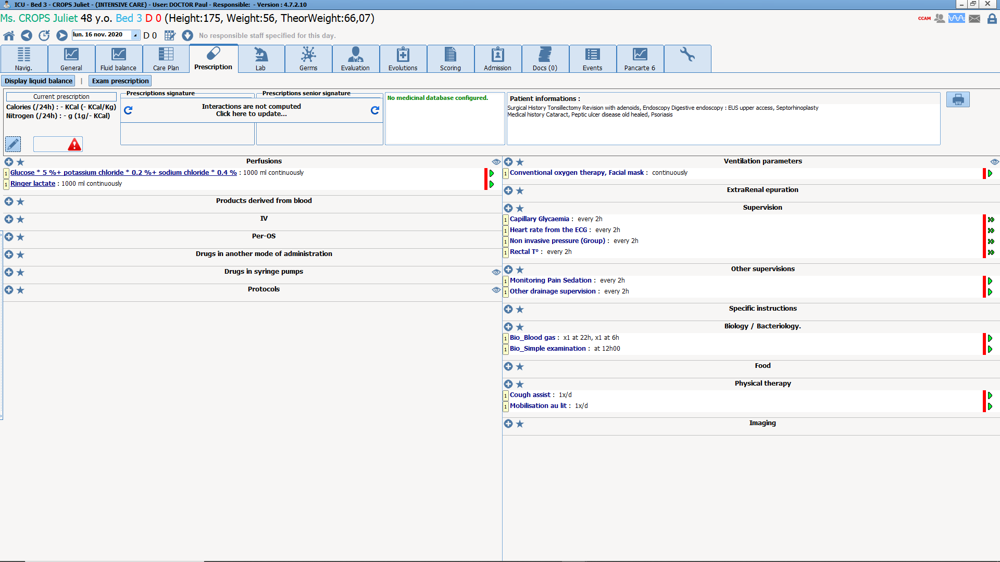 ICU - Bed 3 - CROPS Juliet - (INTENSIVE CARE) - User: DOCTOR Paul - Responsible:  - Version : 4.7.2.10
Ms. CROPS Juliet 48 y.o. Bed 3 D 0 (Height:175, Weight:56, TheorWeight:66,07)
CCAM
lun. 16 nov. 2020
D 0
No responsible staff specified for this day.
Navig.
General
Fluid balance
Care Plan
Prescription
Lab
Germs
Evaluation
Evolutions
Scoring
Admission
Docs (0)
Events
Pancarte 6
Display liquid balance | Exam prescription
Current prescription
Calories (/24h) : - KCal (- KCal/Kg)
Nitrogen (/24h) : - g (1g/- KCal)
Prescriptions signature
Prescriptions senior signature
Interactions are not computed
Click here to update...
No medicinal database configured.
Patient informations :
Surgical History Tonsillectomy Revision with adenoids, Endoscopy Digestive endoscopy : EUS upper access, Septorhinoplasty
Medical history Cataract, Peptic ulcer disease old healed, Psoriasis
Perfusions
1 Glucose * 5 %+ potassium chloride * 0.2 %+ sodium chloride * 0.4 % : 1000 ml continuously
1 Ringer lactate : 1000 ml continuously
Products derived from blood
IV
Per-OS
Drugs in another mode of administration
Drugs in syringe pumps
Protocols
Ventilation parameters
1 Conventional oxygen therapy, Facial mask : continuously
ExtraRenal epuration
Supervision
1 Capillary Glycaemia : every 2h
1 Heart rate from the ECG : every 2h
1 Non invasive pressure (Group) : every 2h
1 Rectal T° : every 2h
Other supervisions
1 Monitoring Pain Sedation : every 2h
1 Other drainage supervision : every 2h
Specific instructions
Biology / Bacteriology.
1 Bio_Blood gas : x1 at 22h, x1 at 6h
1 Bio_Simple examination : at 12h00
Food
Physical therapy
1 Cough assist : 1x/d
1 Mobilisation au lit : 1x/d
Imaging